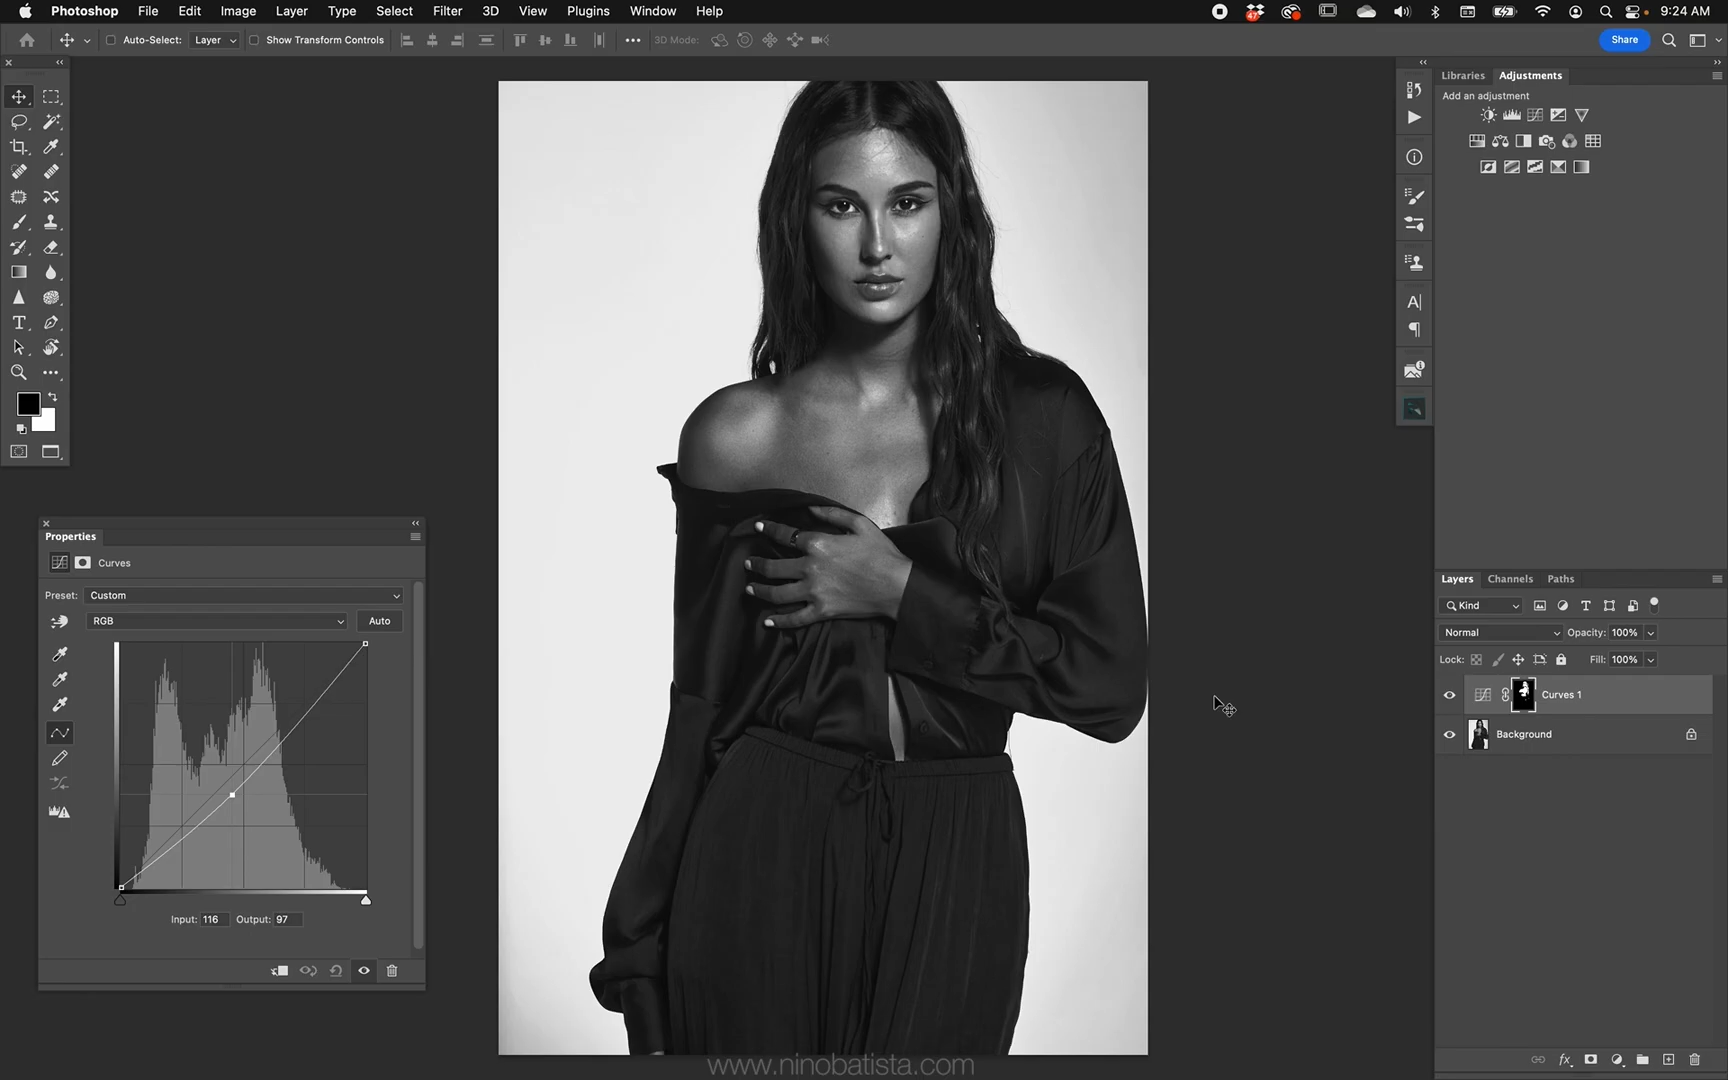 Photoshop File Edit Image Layer Type Select Filter 3D View Plugins Window Help 47 9:24 AM
Auto-Select: Layer Show Transform Controls 3D Mode: Share
Libraries Adjustments
Add an adjustment
Properties
Curves
Preset: Custom
RGB Auto
Input: 116 Output: 97
Layers Channels Paths
Kind
Normal Opacity: 100%
Lock: Fill: 100%
Curves 1
Background
www.ninobatista.com